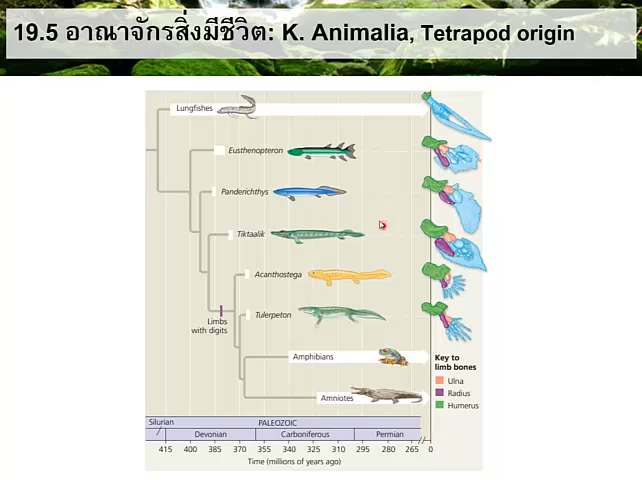 19.5 อาณาจักรสิ่งมีชีวิต: K. Animalia, Tetrapod origin
Lungfishes
Eusthenopteron
Panderichthys
Tiktaalik
Acanthostega
Limbs
with digits
Tulerpeton
Amphibians
Amniotes
Key to
limb bones
Ulna
Radius
Humerus
Silurian
PALEOZOIC
Devonian Carboniferous Permian
415 400 385 370 355 340 325 310 295 280 265 0
Time (millions of years ago)